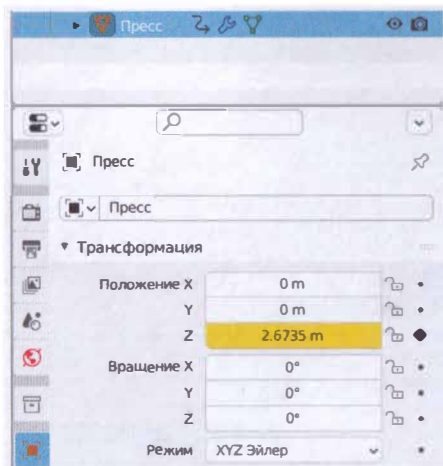 Пресс
Пресс
Пресс
Трансформация
Положение X 0 m
Y 0 m
Z 2.6735 m
Вращение X 0°
Y 0°
Z 0°
Режим XYZ Эйлер